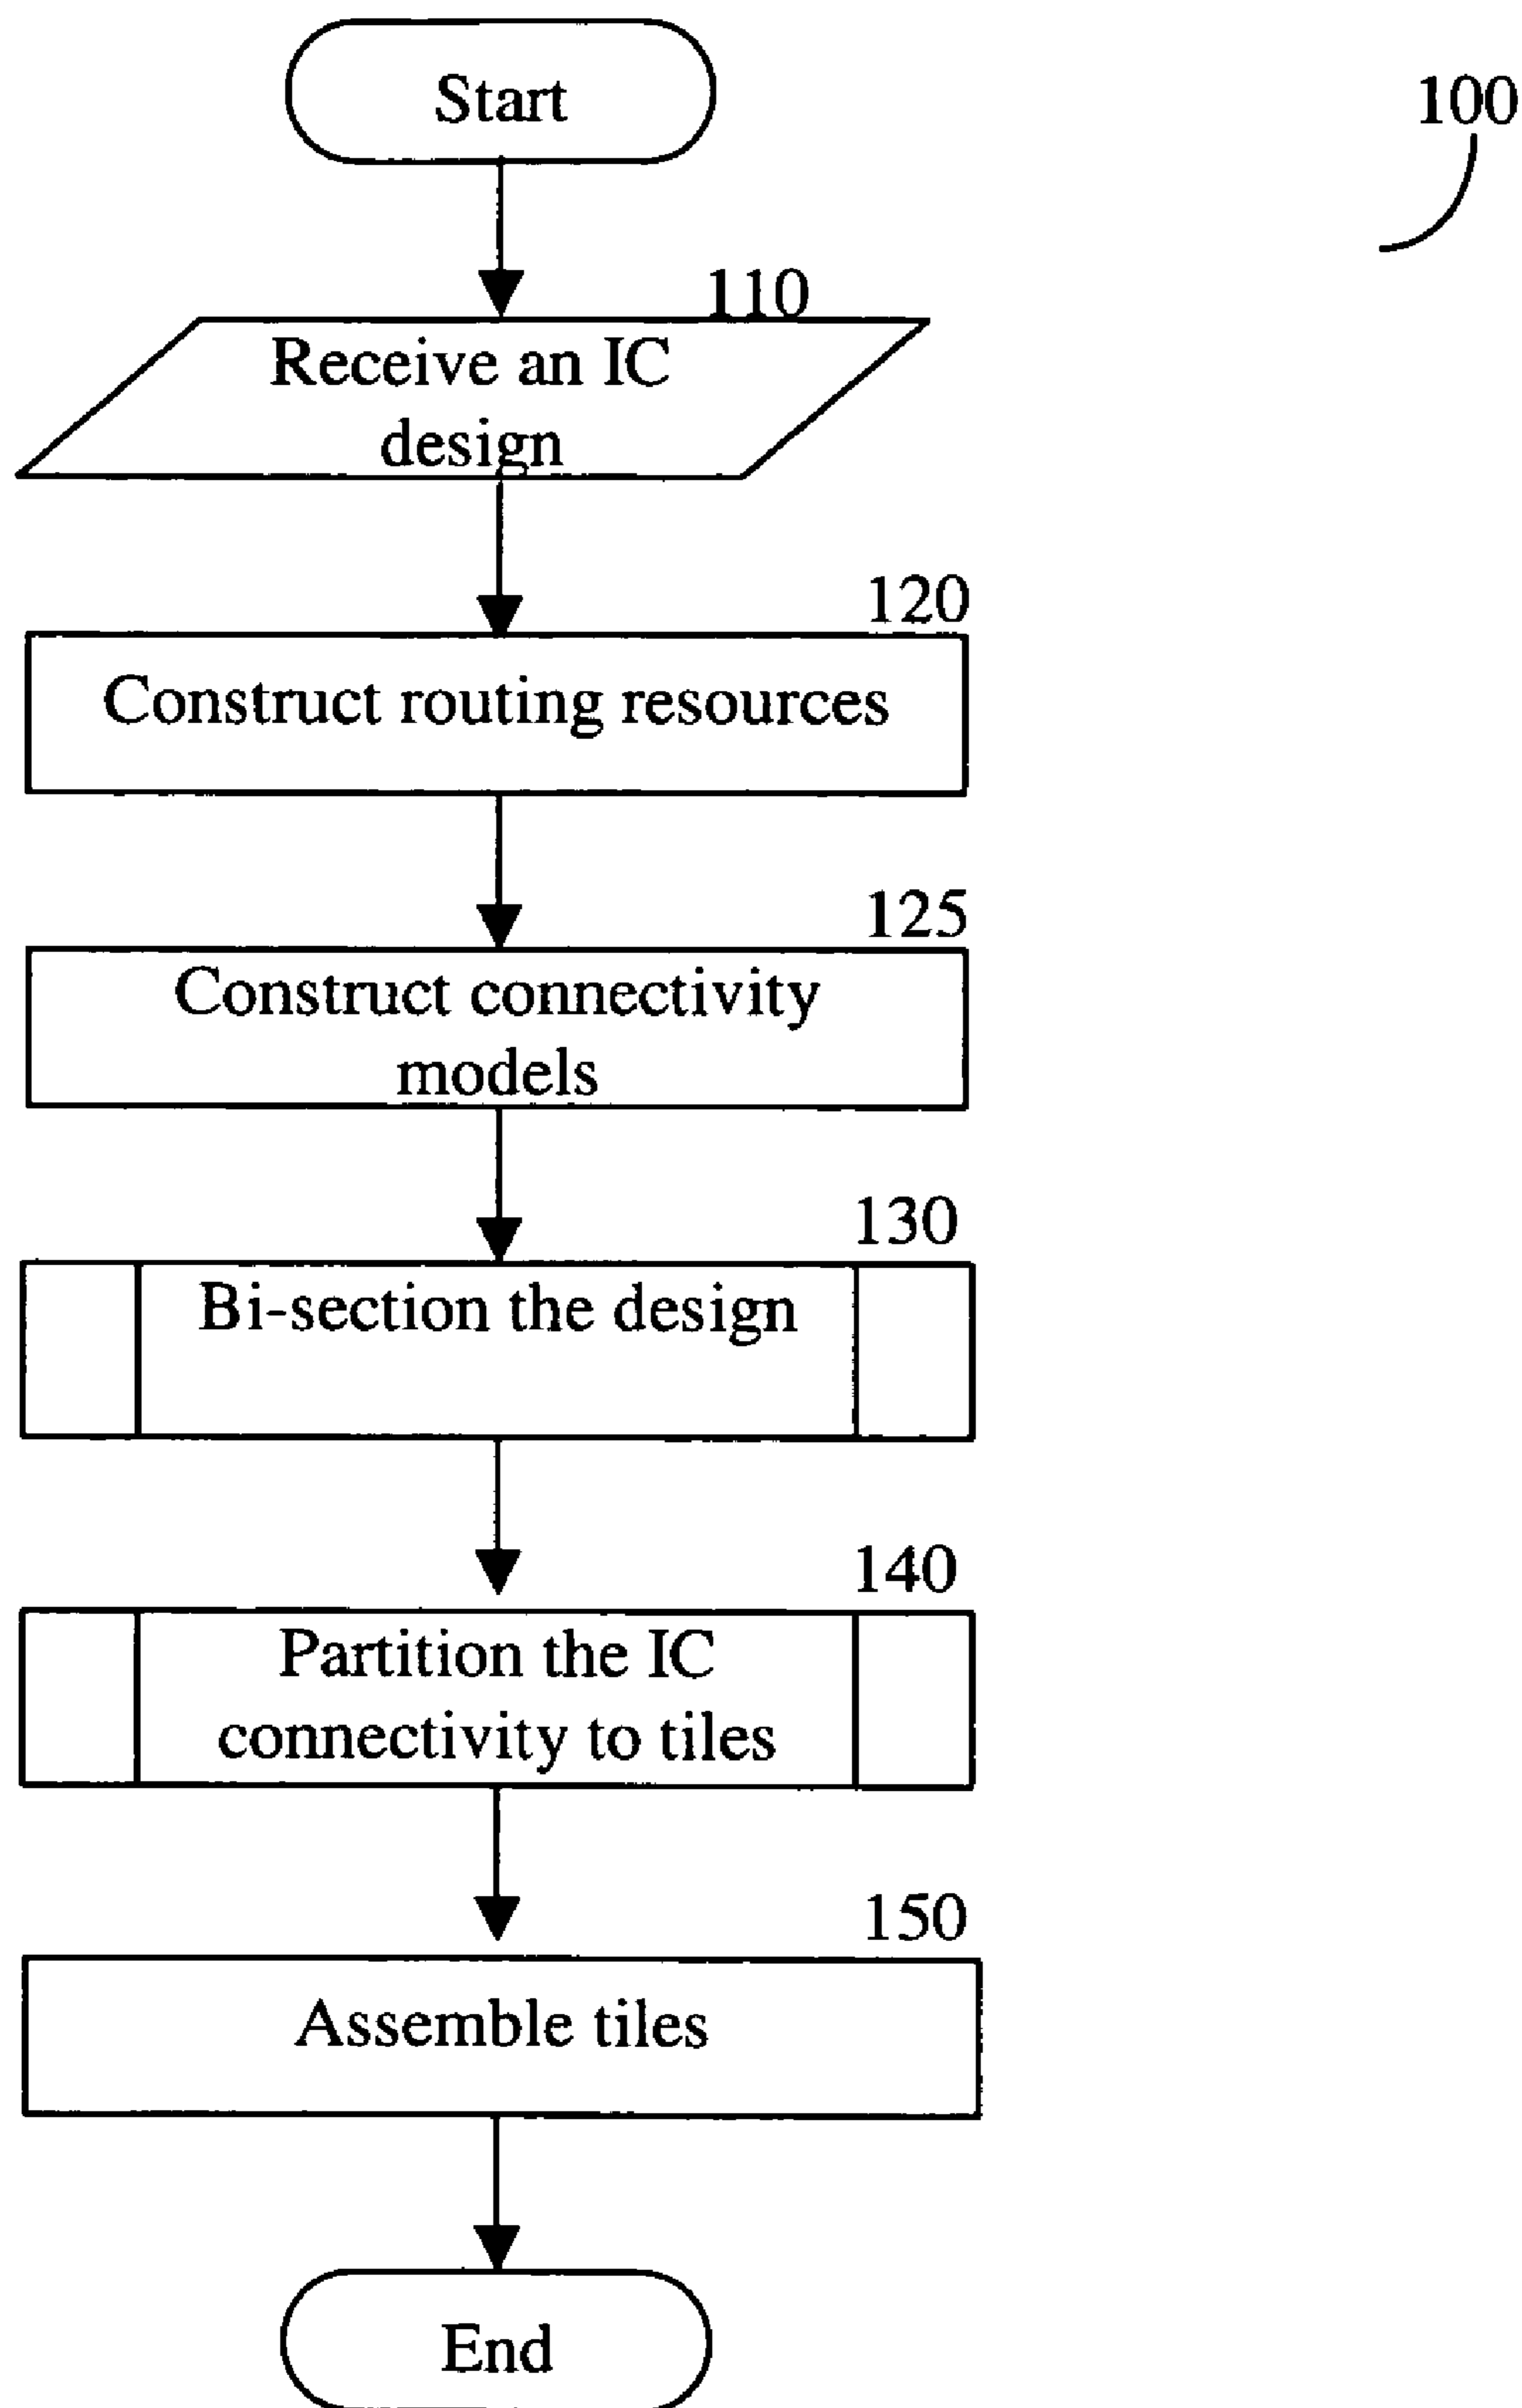 Start
100
110
Receive an IC
design
120
Construct routing resources
125
Construct connectivity
models
130
Bi-section the design
140
Partition the IC
connectivity to tiles
150
Assemble tiles
End